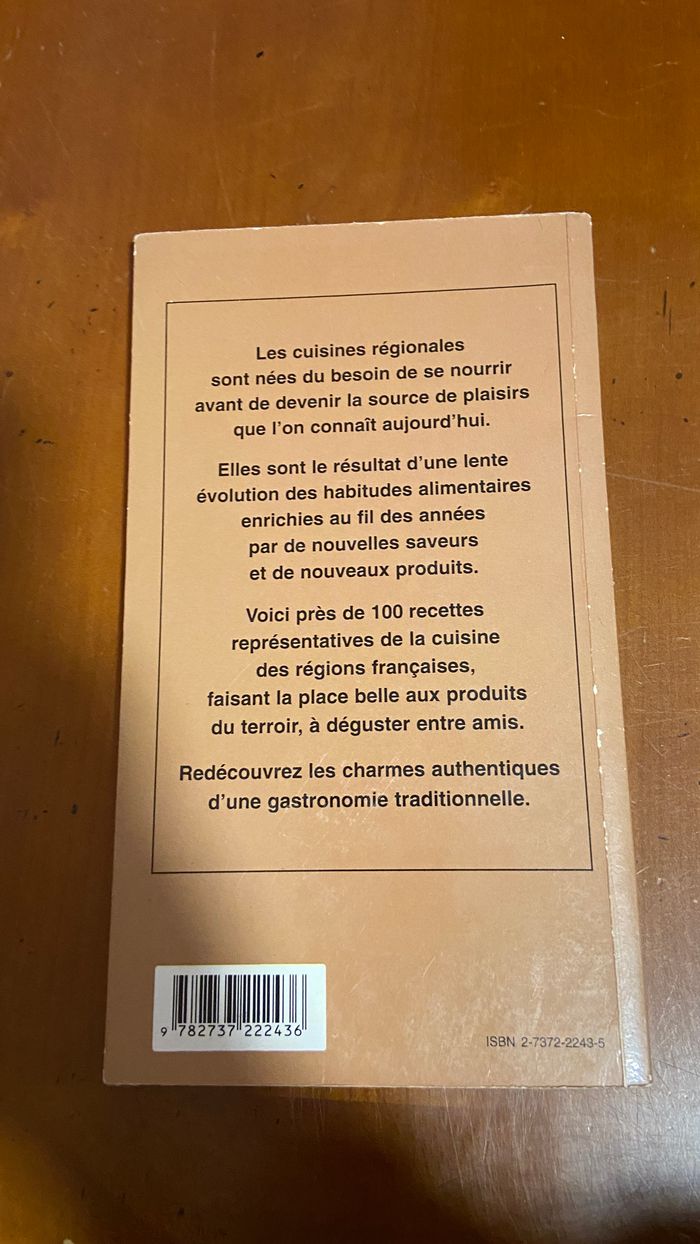 Les cuisines régionales
sont nées du besoin de se nourrir
avant de devenir la source de plaisirs
que l'on connaît aujourd'hui.
Elles sont le résultat d'une lente
évolution des habitudes alimentaires
enrichies au fil des années
par de nouvelles saveurs
et de nouveaux produits.
Voici près de 100 recettes
représentatives de la cuisine
des régions françaises,
faisant la place belle aux produits
du terroir, à déguster entre amis.
Redécouvrez les charmes authentiques
d'une gastronomie traditionnelle.
9 782737 222436
ISBN 2-7372-2243-5